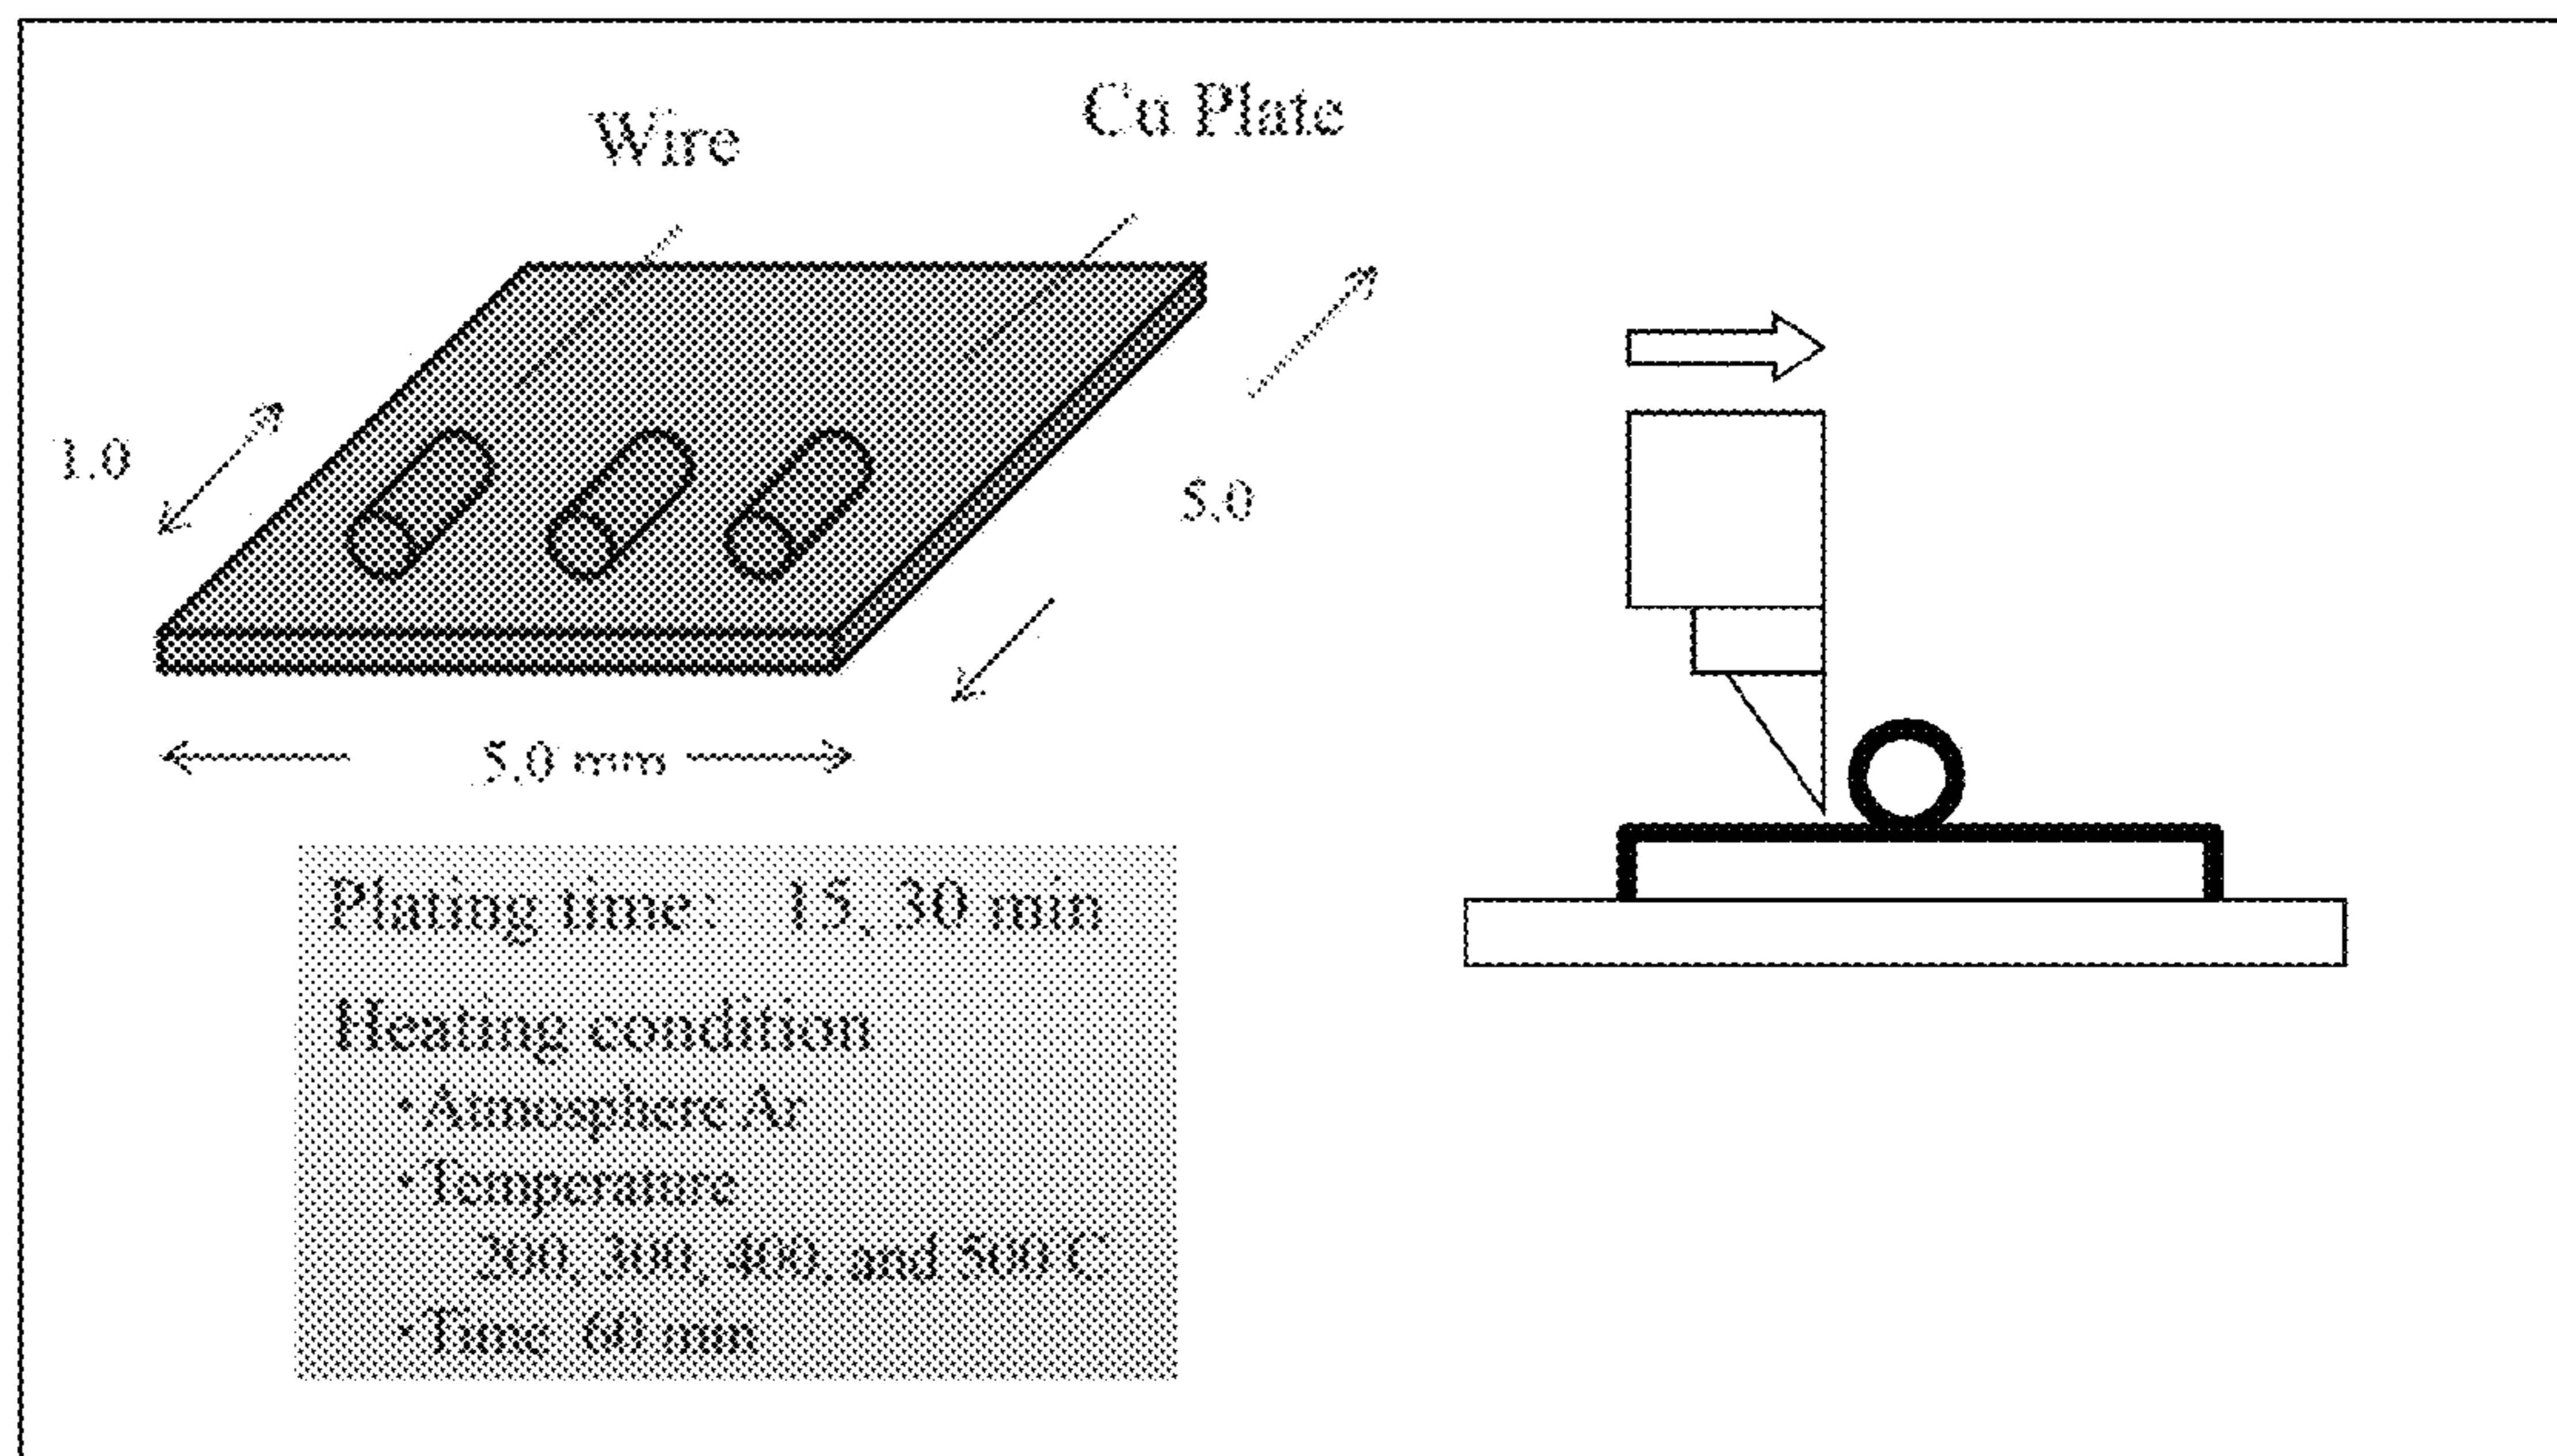 Wire
Cu Plate
1.0
5.0
5.0 mm
Plating time: 15, 30 min
Heating condition
・Atmosphere Ar
・Temperature
200, 300, 400, and 500 C
・Time 60 min